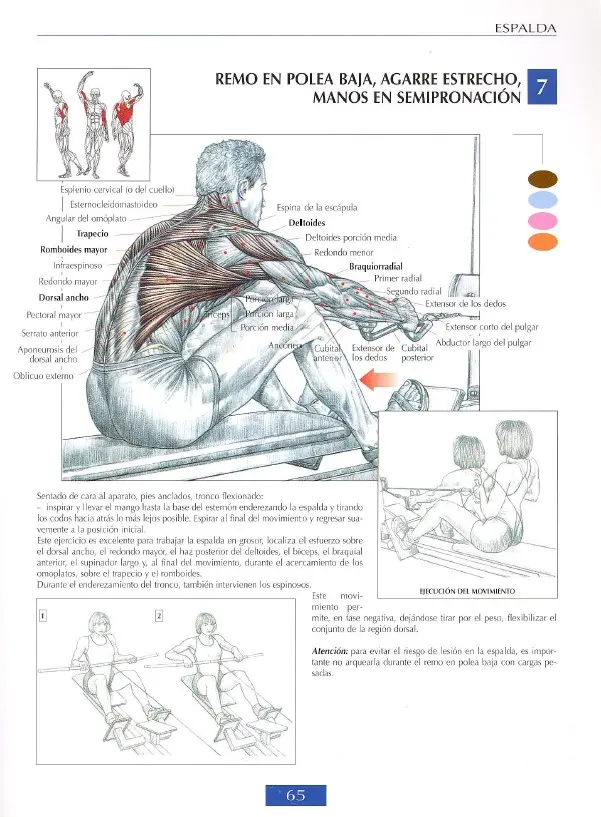 ESPALDA
REMO EN POLEA BAJA, AGARRE ESTRECHO,
MANOS EN SEMIPRONACIÓN
7
Esplenio cervical (o del cuello)
Esternocleidomastoideo
Angular del omóplato
Trapecio
Romboides mayor
Infraespinoso
Redondo mayor
Dorsal ancho
Pectoral mayor
Serrato anterior
Aponeurosis del
dorsal ancho
Oblicuo externo
Espina de la escápula
Deltoides
Deltoides porción media
Redondo menor
Braquiorradial
Primer radial
Segundo radial
Extensor de los dedos
Extensor corto del pulgar
Abductor largo del pulgar
Tríceps
Porción larga
Porción larga
Porción media
Ancóneo
Cubital
anterior
Extensor de
los dedos
Cubital
posterior
Sentado de cara al aparato, pies anclados, tronco flexionado:
– inspirar y llevar el mango hasta la base del esternón enderezando la espalda y tirando
los codos hacia atrás lo más lejos posible. Espirar al final del movimiento y regresar sua-
vemente a la posición inicial.
Este ejercicio es excelente para trabajar la espalda en grosor, localiza el esfuerzo sobre
el dorsal ancho, el redondo mayor, el haz posterior del deltoides, el bíceps, el braquial
anterior, el supinador largo y, al final del movimiento, durante el acercamiento de los
omoplatos, sobre el trapecio y el romboides.
Durante el enderezamiento del tronco, también intervienen los espinosos.
Este movi-
miento per-
mite, en fase negativa, dejándose tirar por el peso, flexibilizar el
conjunto de la región dorsal.
Atención: para evitar el riesgo de lesión en la espalda, es impor-
tante no arquearla durante el remo en polea baja con cargas pe-
sadas.
EJECUCIÓN DEL MOVIMIENTO
1
2
65